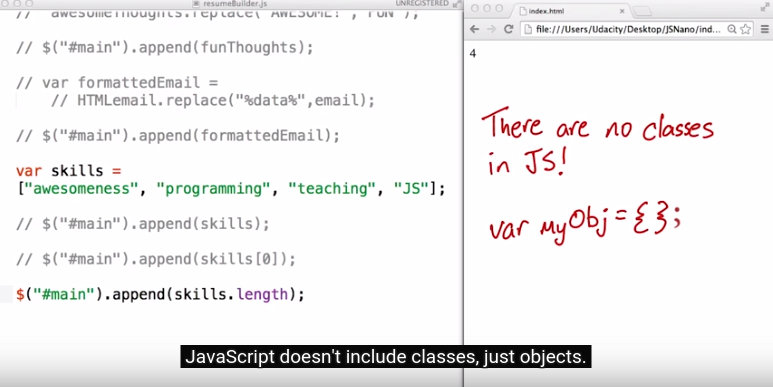 resumeBuilder.js
UNREGISTERED
index.html
// awesomeThoughts.replace("AWESOME!","FUN");
file:///Users/Udacity/Desktop/JSNano/ind...
// $("#main").append(funThoughts);
4
// var formattedEmail =
// HTMLemail.replace("%data%",email);
// $("#main").append(formattedEmail);
var skills =
["awesomeness", "programming", "teaching", "JS"];
// $("#main").append(skills);
// $("#main").append(skills[0]);
$("#main").append(skills.length);
There are no classes
in JS!
var myObj={};
JavaScript doesn't include classes, just objects.